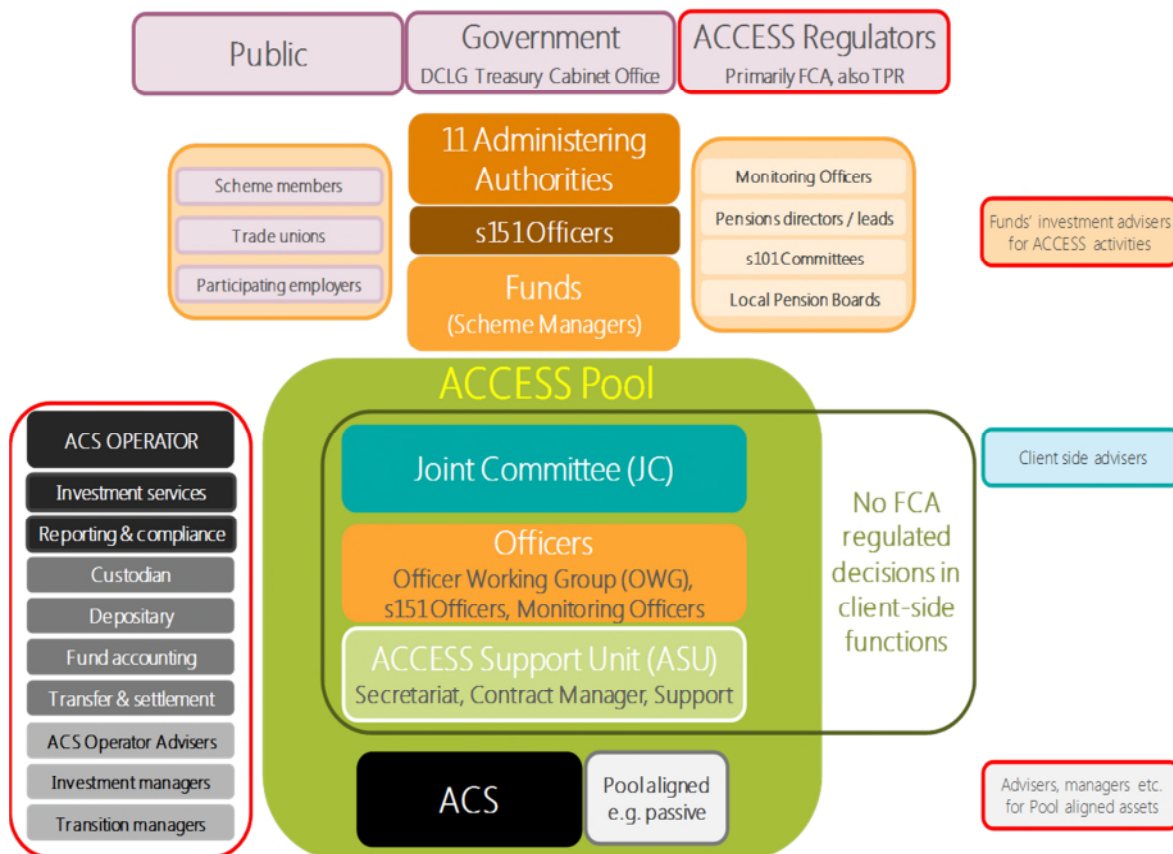 Public
Government
DCLG Treasury Cabinet Office
ACCESS Regulators
Primarily FCA, also TPR
11 Administering
Authorities
s151 Officers
Funds
(Scheme Managers)
Scheme members
Trade unions
Participating employers
Monitoring Officers
Pensions directors / leads
s101 Committees
Local Pension Boards
Funds' investment advisers
for ACCESS activities
ACCESS Pool
Joint Committee (JC)
Officers
Officer Working Group (OWG),
s151 Officers, Monitoring Officers
ACCESS Support Unit (ASU)
Secretariat, Contract Manager, Support
No FCA
regulated
decisions in
client-side
functions
Client side advisers
ACS OPERATOR
Investment services
Reporting & compliance
Custodian
Depositary
Fund accounting
Transfer & settlement
ACS Operator Advisers
Investment managers
Transition managers
ACS
Pool aligned
e.g. passive
Advisers, managers etc.
for Pool aligned assets